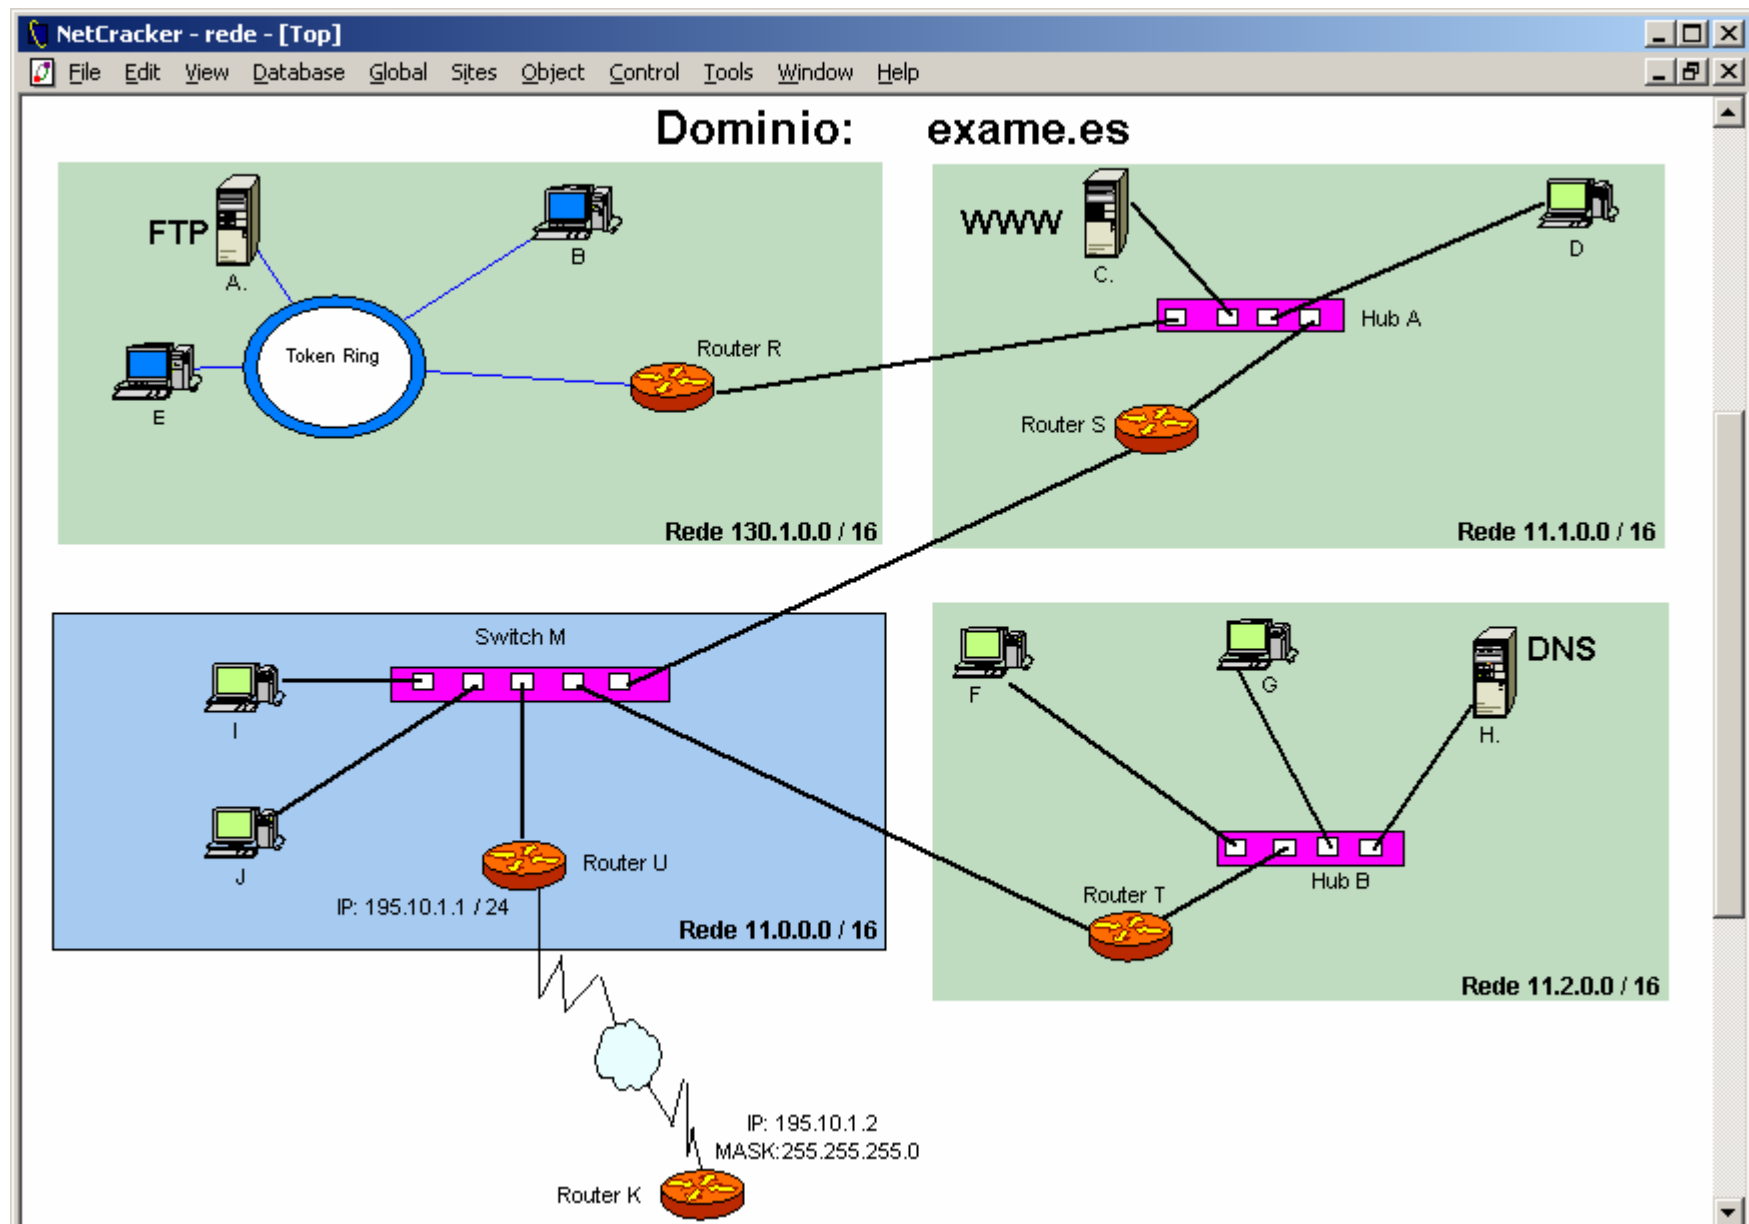 NetCracker - rede - [Top]
File Edit View Database Global Sites Object Control Tools Window Help
Dominio: exame.es
FTP
A.
B
E
Token Ring
Router R
Rede 130.1.0.0 / 16
WWW
C.
D
Hub A
Router S
Rede 11.1.0.0 / 16
Switch M
I
J
Router U
IP: 195.10.1.1 / 24
Rede 11.0.0.0 / 16
F
G
DNS
H.
Hub B
Router T
Rede 11.2.0.0 / 16
IP: 195.10.1.2
MASK:255.255.255.0
Router K